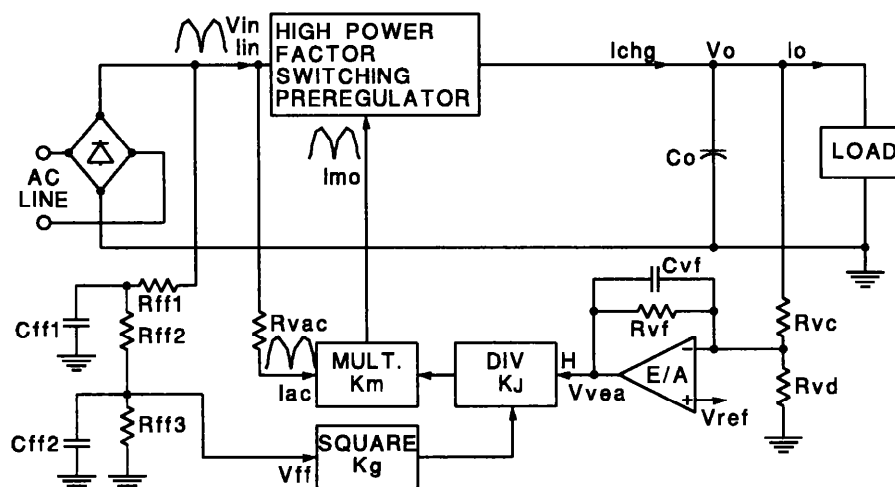 Vin
Iin
HIGH POWER
FACTOR
SWITCHING
PREREGULATOR
Ichg
Vo
Io
AC
LINE
Imo
Co
LOAD
Cvf
Rff1
Rvf
Rvc
Cff1
Rff2
Rvac
MULT.
Km
DIV
KJ
H
Vvea
E/A
−
+
Vref
Rvd
Iac
Cff2
Rff3
Vff
SQUARE
Kg